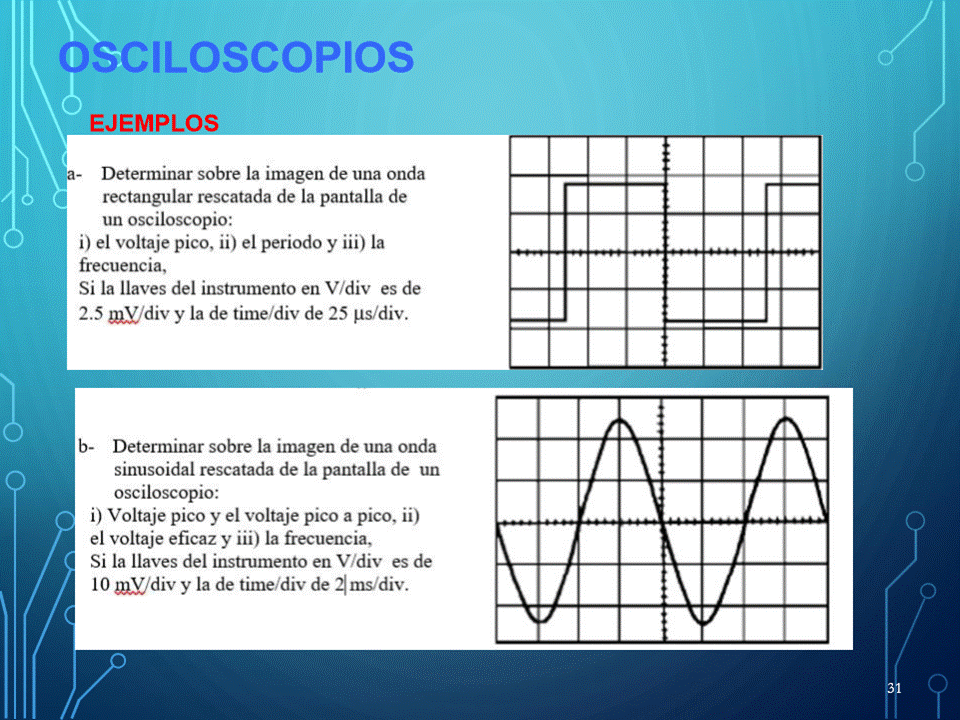 OSCILOSCOPIOS
EJEMPLOS
a- Determinar sobre la imagen de una onda
rectangular rescatada de la pantalla de
un osciloscopio:
i) el voltaje pico, ii) el periodo y iii) la
frecuencia,
Si la llaves del instrumento en V/div es de
2.5 mV/div y la de time/div de 25 µs/div.
b- Determinar sobre la imagen de una onda
sinusoidal rescatada de la pantalla de un
osciloscopio:
i) Voltaje pico y el voltaje pico a pico, ii)
el voltaje eficaz y iii) la frecuencia,
Si la llaves del instrumento en V/div es de
10 mV/div y la de time/div de 2 ms/div.
31